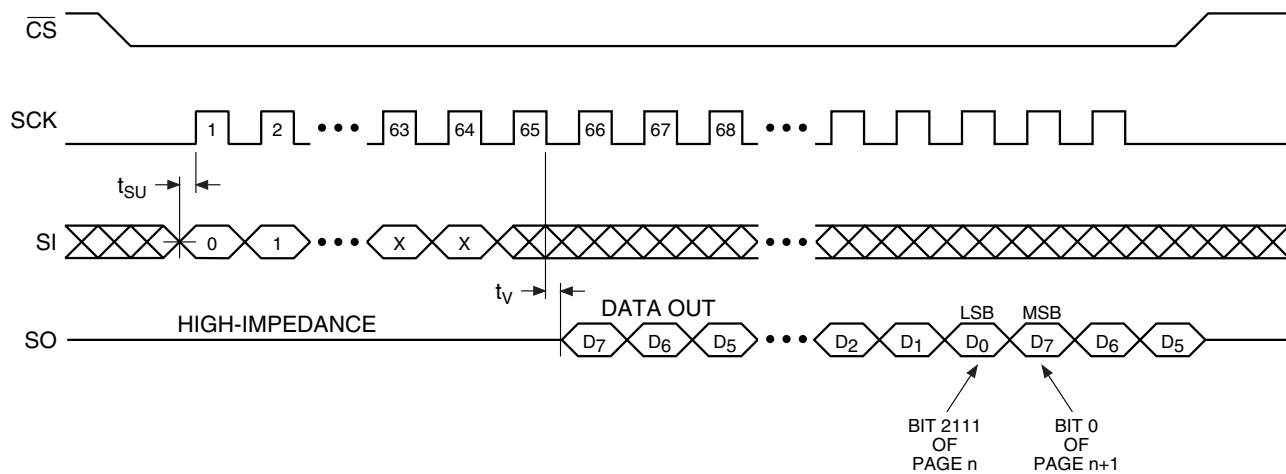 CS
SCK
1 2 63 64 65 66 67 68
tSU
SI
0 1 X X
tV
HIGH-IMPEDANCE
DATA OUT
LSB MSB
SO
D7 D6 D5 D2 D1 D0 D7 D6 D5
BIT 2111
OF
PAGE n
BIT 0
OF
PAGE n+1